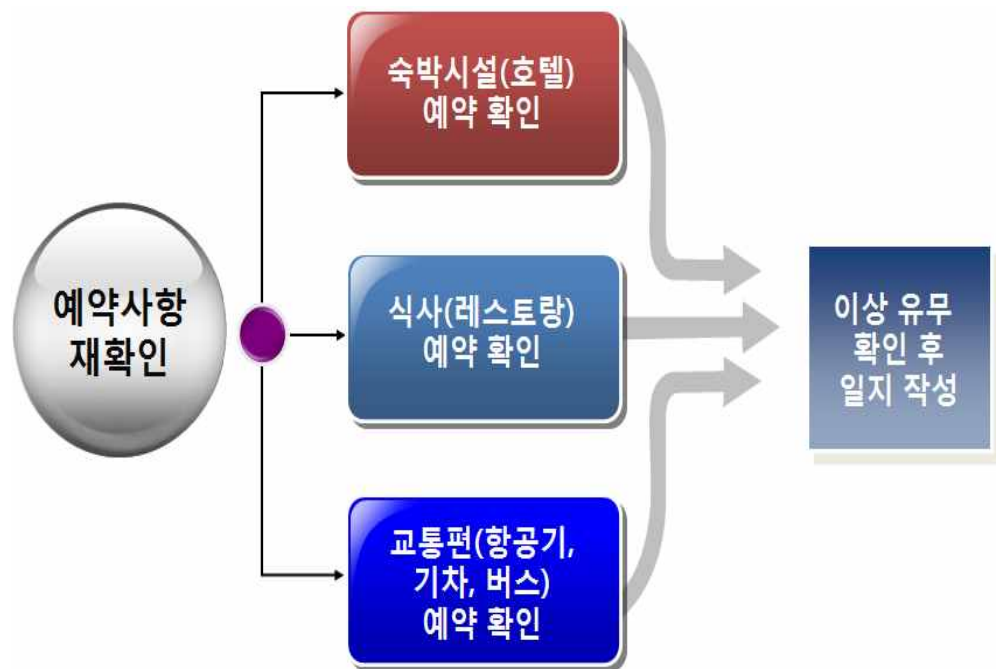 예약사항
재확인
숙박시설(호텔)
예약 확인
식사(레스토랑)
예약 확인
교통편(항공기,
기차, 버스)
예약 확인
이상 유무
확인 후
일지 작성